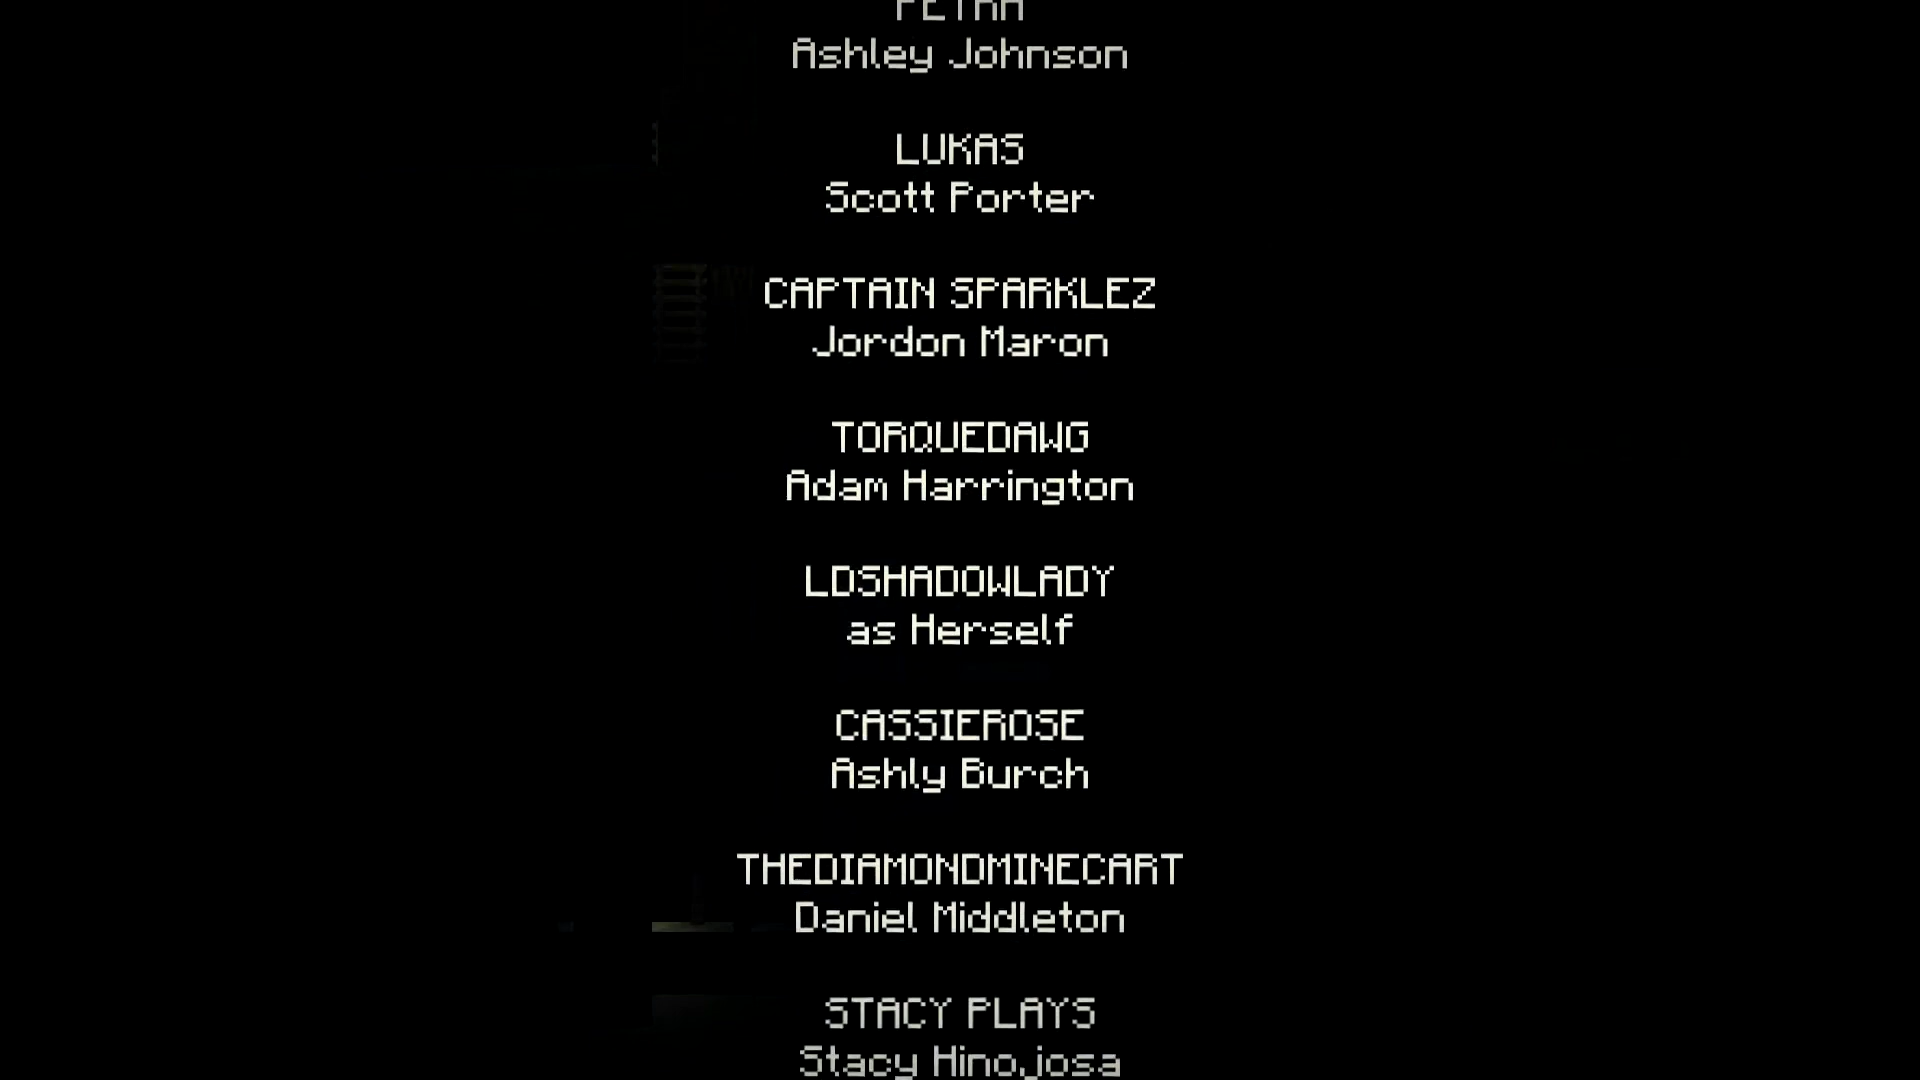 PETRA
Ashley Johnson
LUKAS
Scott Porter
CAPTAIN SPARKLEZ
Jordon Maron
TORQUEDAWG
Adam Harrington
LDSHADOWLADY
as Herself
CASSIEROSE
Ashly Burch
THEDIAMONDMINECART
Daniel Middleton
STACY PLAYS
Stacy Hinojosa